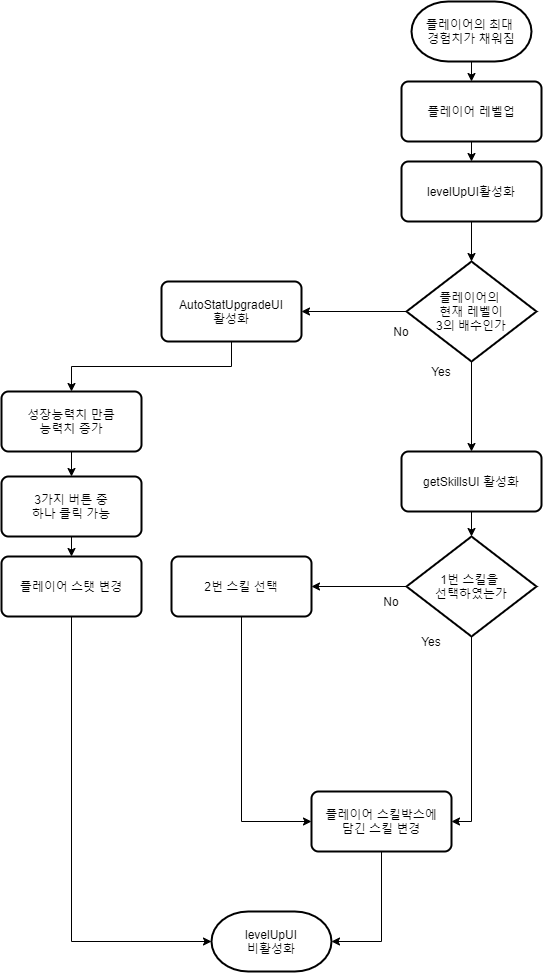 플레이어의 최대
경험치가 채워짐
플레이어 레벨업
levelUpUI활성화
플레이어의
현재 레벨이
3의 배수인가
No
Yes
AutoStatUpgradeUI
활성화
성장능력치 만큼
능력치 증가
3가지 버튼 중
하나 클릭 가능
플레이어 스탯 변경
getSkillsUI 활성화
1번 스킬을
선택하였는가
No
Yes
2번 스킬 선택
플레이어 스킬박스에
담긴 스킬 변경
levelUpUI
비활성화